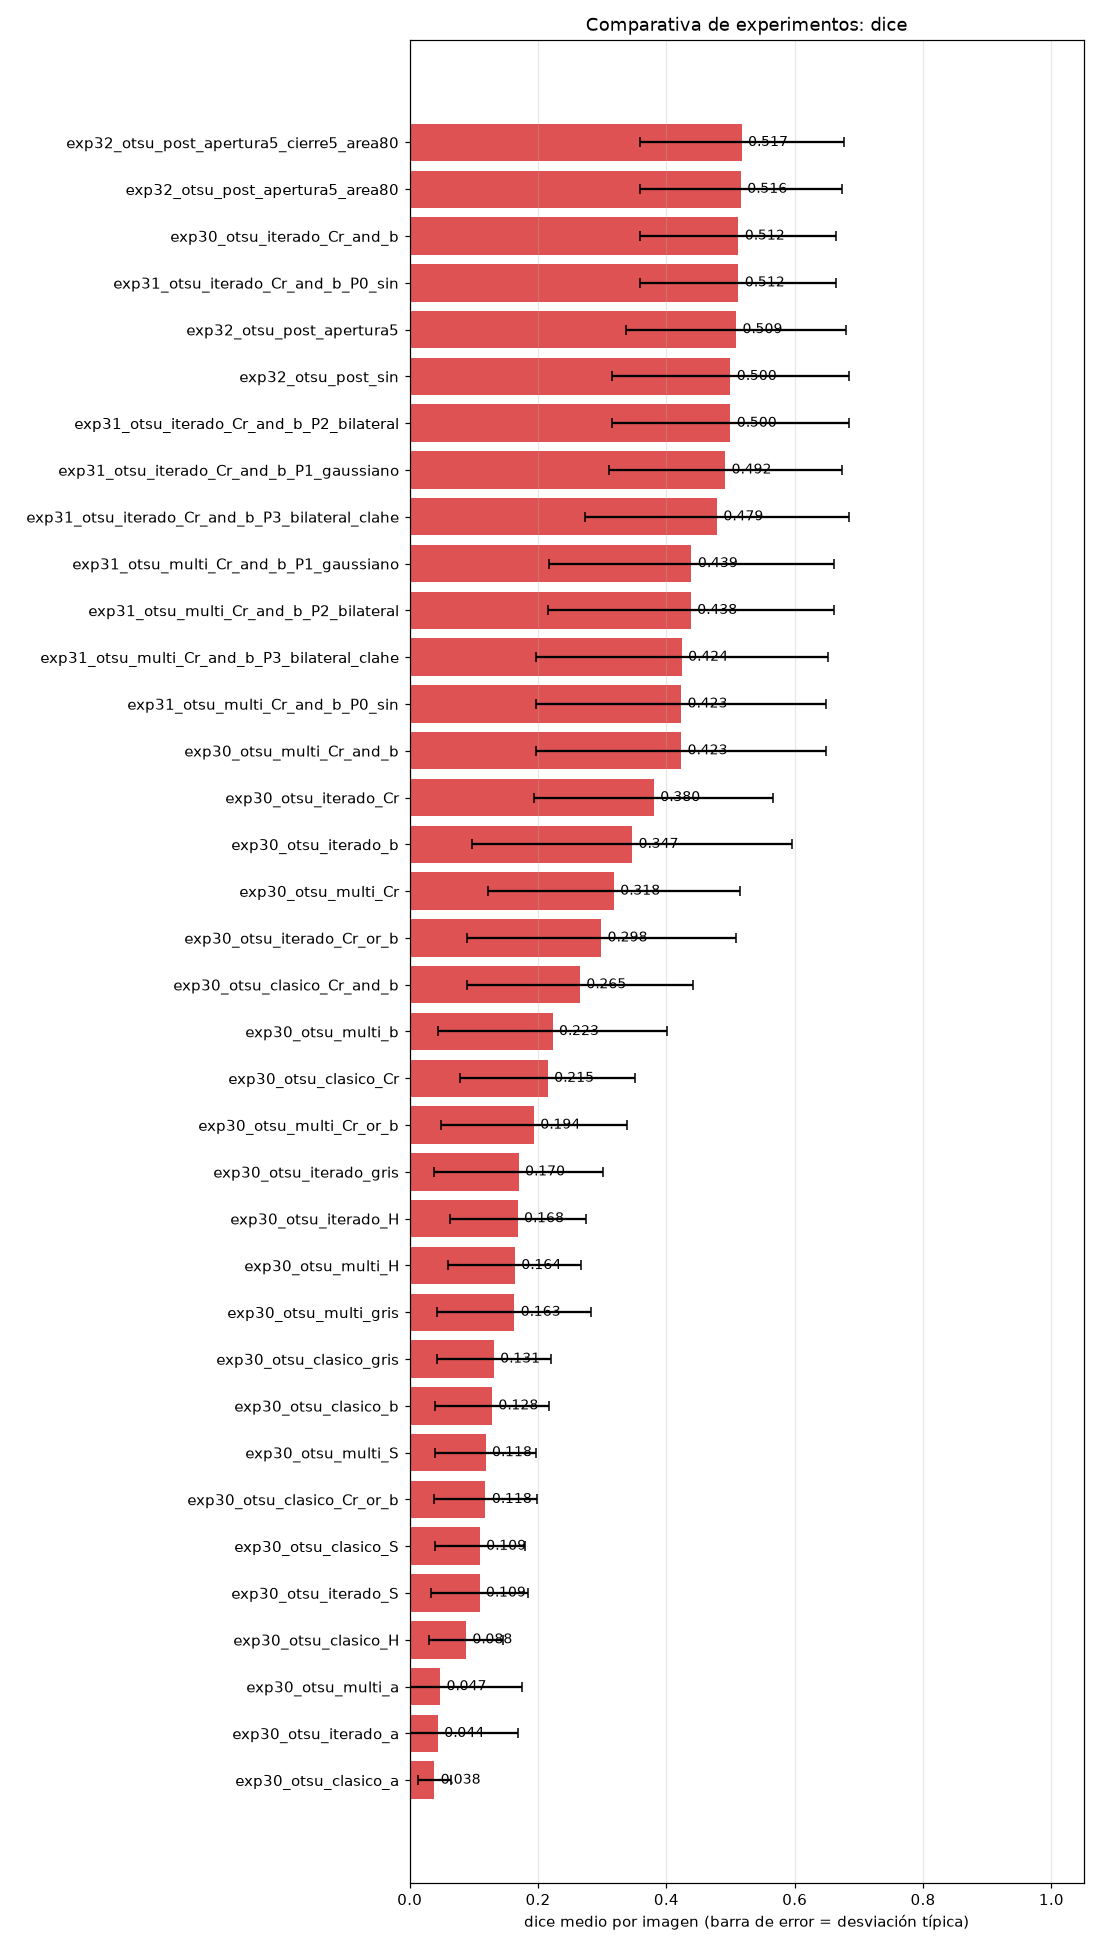 Comparativa de experimentos: dice
exp32_otsu_post_apertura5_cierre5_area80 0.517
exp32_otsu_post_apertura5_area80 0.516
exp30_otsu_iterado_Cr_and_b 0.512
exp31_otsu_iterado_Cr_and_b_P0_sin 0.512
exp32_otsu_post_apertura5 0.509
exp32_otsu_post_sin 0.500
exp31_otsu_iterado_Cr_and_b_P2_bilateral 0.500
exp31_otsu_iterado_Cr_and_b_P1_gaussiano 0.492
exp31_otsu_iterado_Cr_and_b_P3_bilateral_clahe 0.479
exp31_otsu_multi_Cr_and_b_P1_gaussiano 0.439
exp31_otsu_multi_Cr_and_b_P2_bilateral 0.438
exp31_otsu_multi_Cr_and_b_P3_bilateral_clahe 0.424
exp31_otsu_multi_Cr_and_b_P0_sin 0.423
exp30_otsu_multi_Cr_and_b 0.423
exp30_otsu_iterado_Cr 0.380
exp30_otsu_iterado_b 0.347
exp30_otsu_multi_Cr 0.318
exp30_otsu_iterado_Cr_or_b 0.298
exp30_otsu_clasico_Cr_and_b 0.265
exp30_otsu_multi_b 0.223
exp30_otsu_clasico_Cr 0.215
exp30_otsu_multi_Cr_or_b 0.194
exp30_otsu_iterado_gris 0.170
exp30_otsu_iterado_H 0.168
exp30_otsu_multi_H 0.164
exp30_otsu_multi_gris 0.163
exp30_otsu_clasico_gris 0.131
exp30_otsu_clasico_b 0.128
exp30_otsu_multi_S 0.118
exp30_otsu_clasico_Cr_or_b 0.118
exp30_otsu_clasico_S 0.109
exp30_otsu_iterado_S 0.109
exp30_otsu_clasico_H 0.088
exp30_otsu_multi_a 0.047
exp30_otsu_iterado_a 0.044
exp30_otsu_clasico_a 0.038
0.0 0.2 0.4 0.6 0.8 1.0
dice medio por imagen (barra de error = desviación típica)